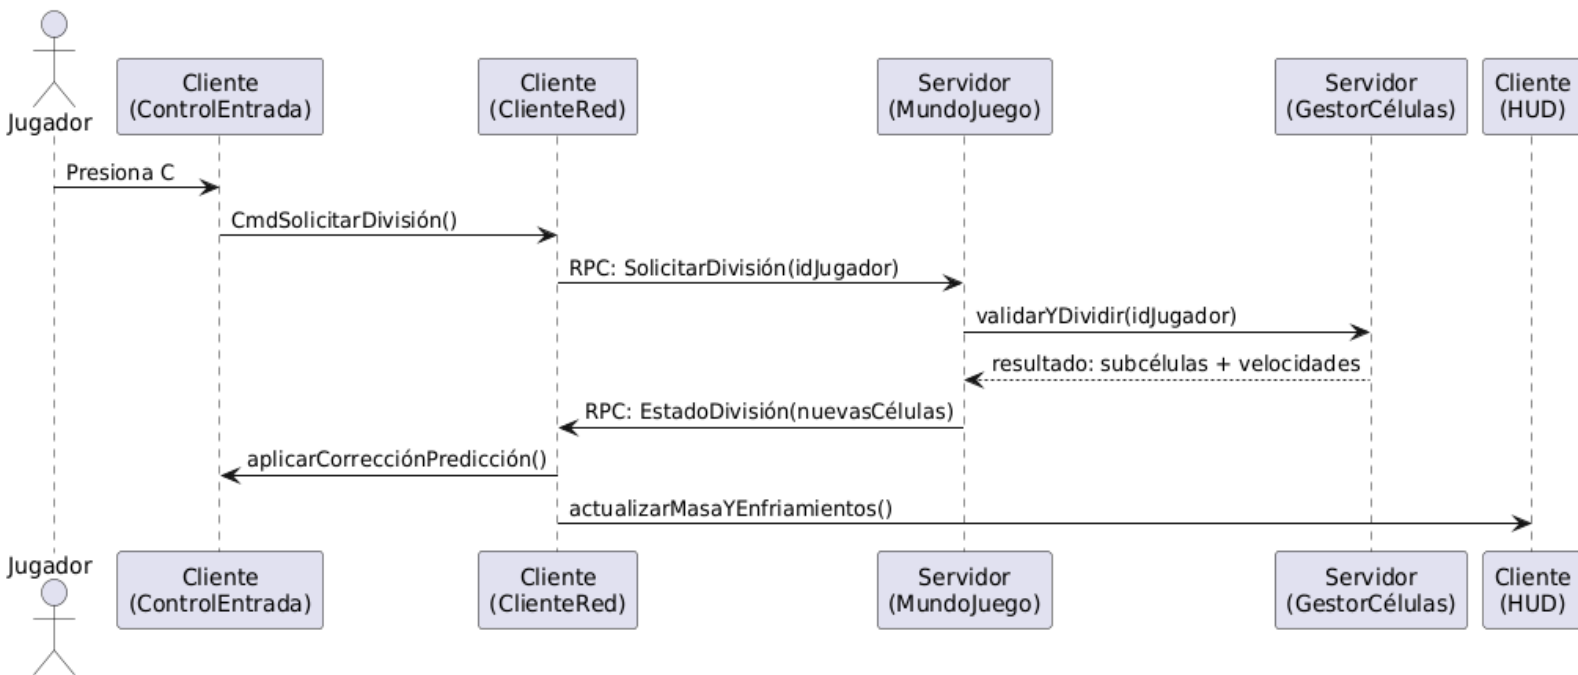 Jugador
Cliente
(ControlEntrada)
Cliente
(ClienteRed)
Servidor
(MundoJuego)
Servidor
(GestorCélulas)
Cliente
(HUD)
Presiona C
CmdSolicitarDivisión()
RPC: SolicitarDivisión(idJugador)
validarYDividir(idJugador)
resultado: subcélulas + velocidades
RPC: EstadoDivisión(nuevasCélulas)
aplicarCorrecciónPredicción()
actualizarMasaYEnfriamientos()
Jugador
Cliente
(ControlEntrada)
Cliente
(ClienteRed)
Servidor
(MundoJuego)
Servidor
(GestorCélulas)
Cliente
(HUD)